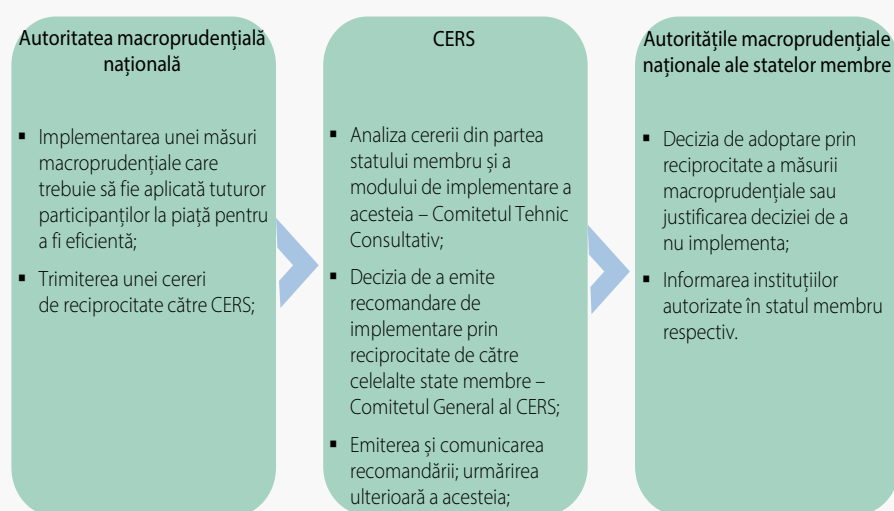 Autoritatea macroprudențială
națională
▪ Implementarea unei măsuri
macroprudențiale care
trebuie să fie aplicată tuturor
participanților la piață pentru
a fi eficientă;
▪ Trimiterea unei cereri
de reciprocitate către CERS;
CERS
▪ Analiza cererii din partea
statului membru și a
modului de implementare a
acesteia – Comitetul Tehnic
Consultativ;
▪ Decizia de a emite
recomandare de
implementare prin
reciprocitate de către
celelalte state membre –
Comitetul General al CERS;
▪ Emiterea și comunicarea
recomandării; urmărirea
ulterioară a acesteia;
Autoritățile macroprudențiale
naționale ale statelor membre
▪ Decizia de adoptare prin
reciprocitate a măsurii
macroprudențiale sau
justificarea deciziei de a
nu implementa;
▪ Informarea instituțiilor
autorizate în statul membru
respectiv.